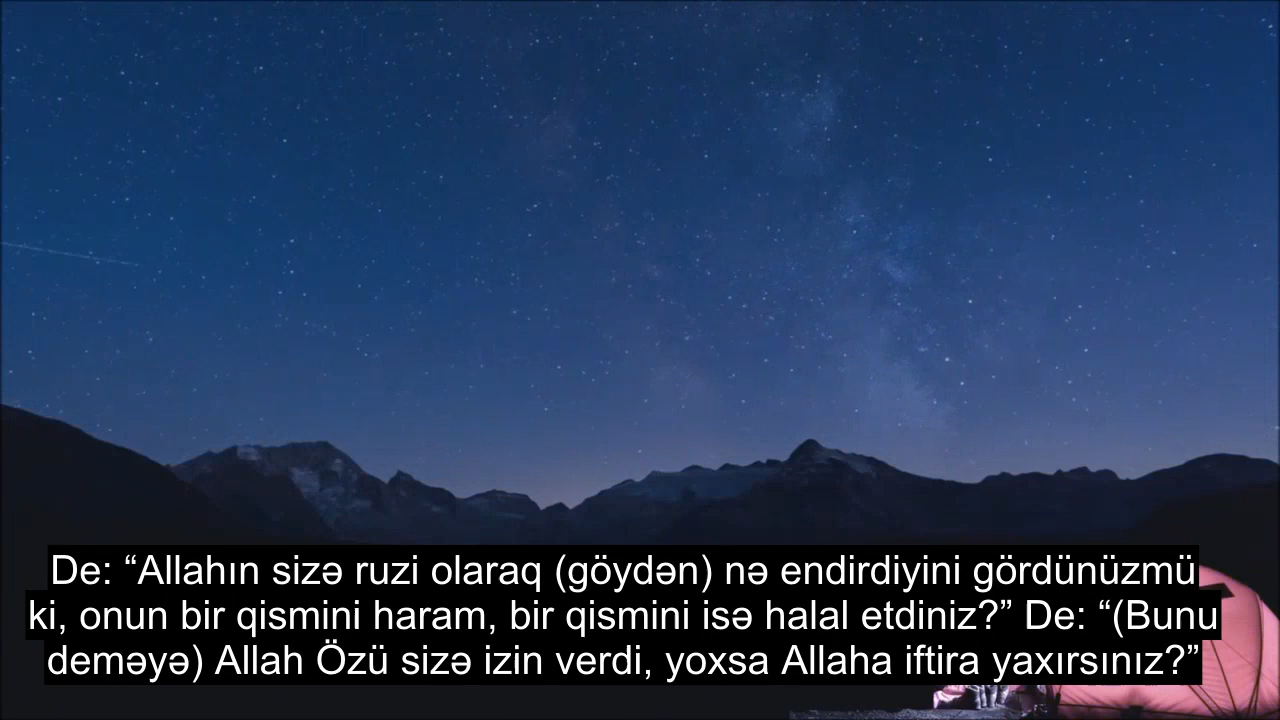 De: “Allahın sizə ruzi olaraq (göydən) nə endirdiyini gördünüzmü
ki, onun bir qismini haram, bir qismini isə halal etdiniz?” De: “(Bunu
deməyə) Allah Özü sizə izin verdi, yoxsa Allaha iftira yaxırsınız?”